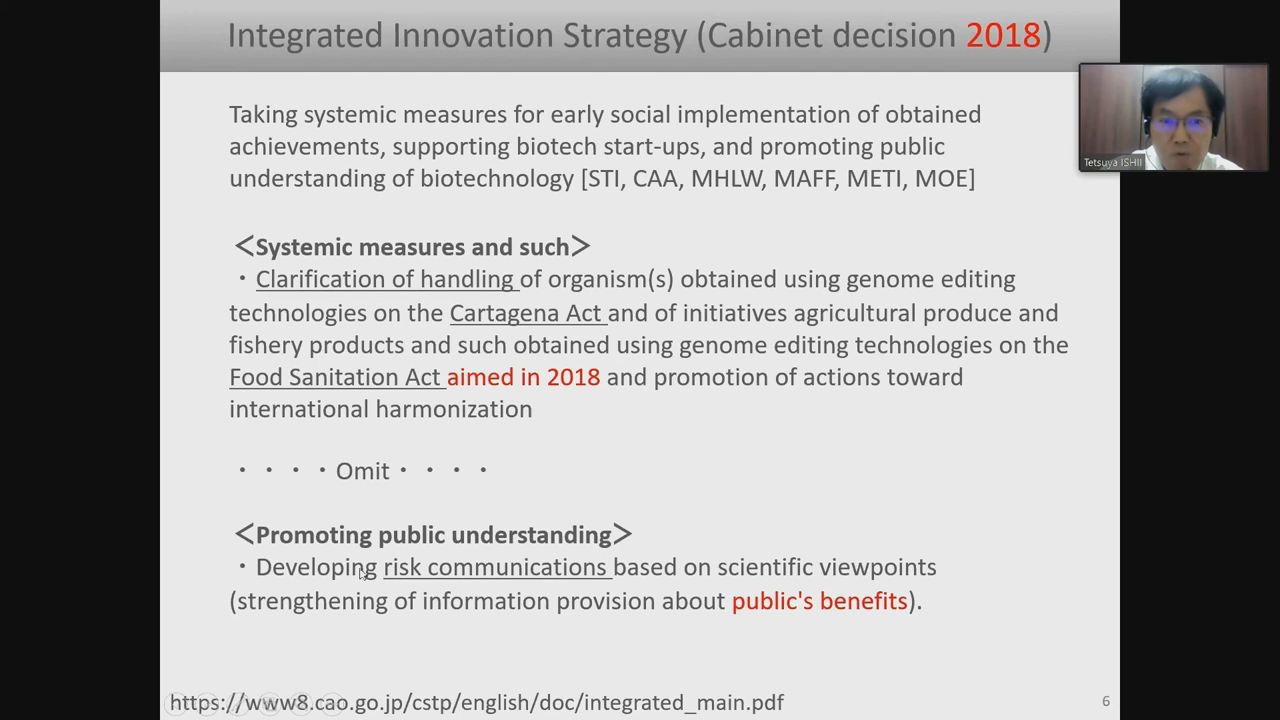 Integrated Innovation Strategy (Cabinet decision 2018)
Taking systemic measures for early social implementation of obtained
achievements, supporting biotech start-ups, and promoting public
understanding of biotechnology [STI, CAA, MHLW, MAFF, METI, MOE]
Tetsuya ISHII
＜Systemic measures and such＞
・Clarification of handling of organism(s) obtained using genome editing
technologies on the Cartagena Act and of initiatives agricultural produce and
fishery products and such obtained using genome editing technologies on the
Food Sanitation Act aimed in 2018 and promotion of actions toward
international harmonization
・・・・Omit・・・・
＜Promoting public understanding＞
・Developing risk communications based on scientific viewpoints
(strengthening of information provision about public's benefits).
https://www8.cao.go.jp/cstp/english/doc/integrated_main.pdf
6